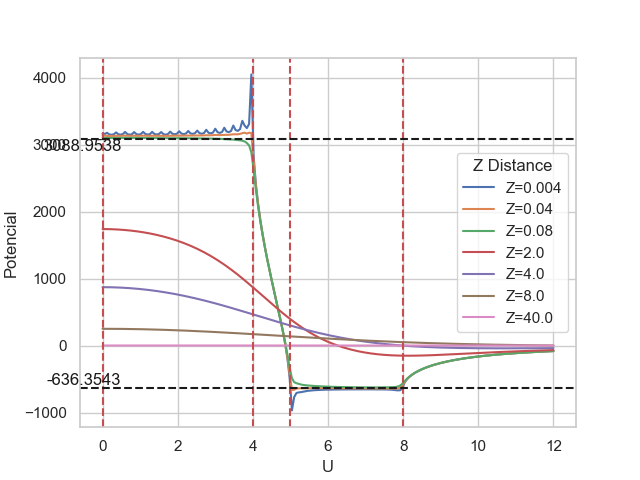 4000
3000
3088.9538
2000
1000
0
-636.3543
−1000
Potencial
Z Distance
Z=0.004
Z=0.04
Z=0.08
Z=2.0
Z=4.0
Z=8.0
Z=40.0
0 2 4 6 8 10 12
U